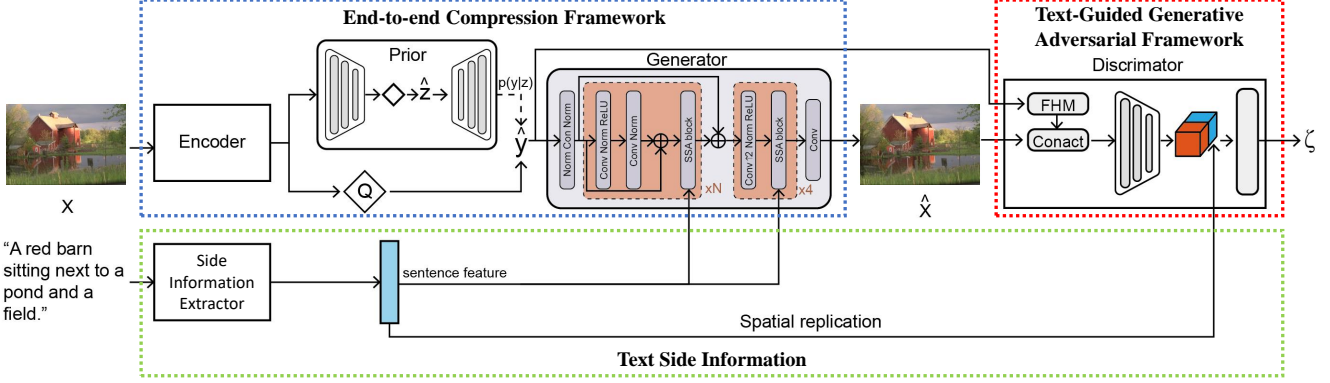 End-to-end Compression Framework
Text-Guided Generative
Adversarial Framework
Prior
Generator
Discrimator
p(y|z)
ẑ
Encoder
Q
ŷ
Norm Con Norm
Conv Norm ReLU
Conv Norm
SSA block
xN
Conv ↑2 Norm ReLU
SSA block
x4
Conv
FHM
Conact
ζ
X
X̂
“A red barn
sitting next to a
pond and a
field.”
Side
Information
Extractor
sentence feature
Spatial replication
Text Side Information